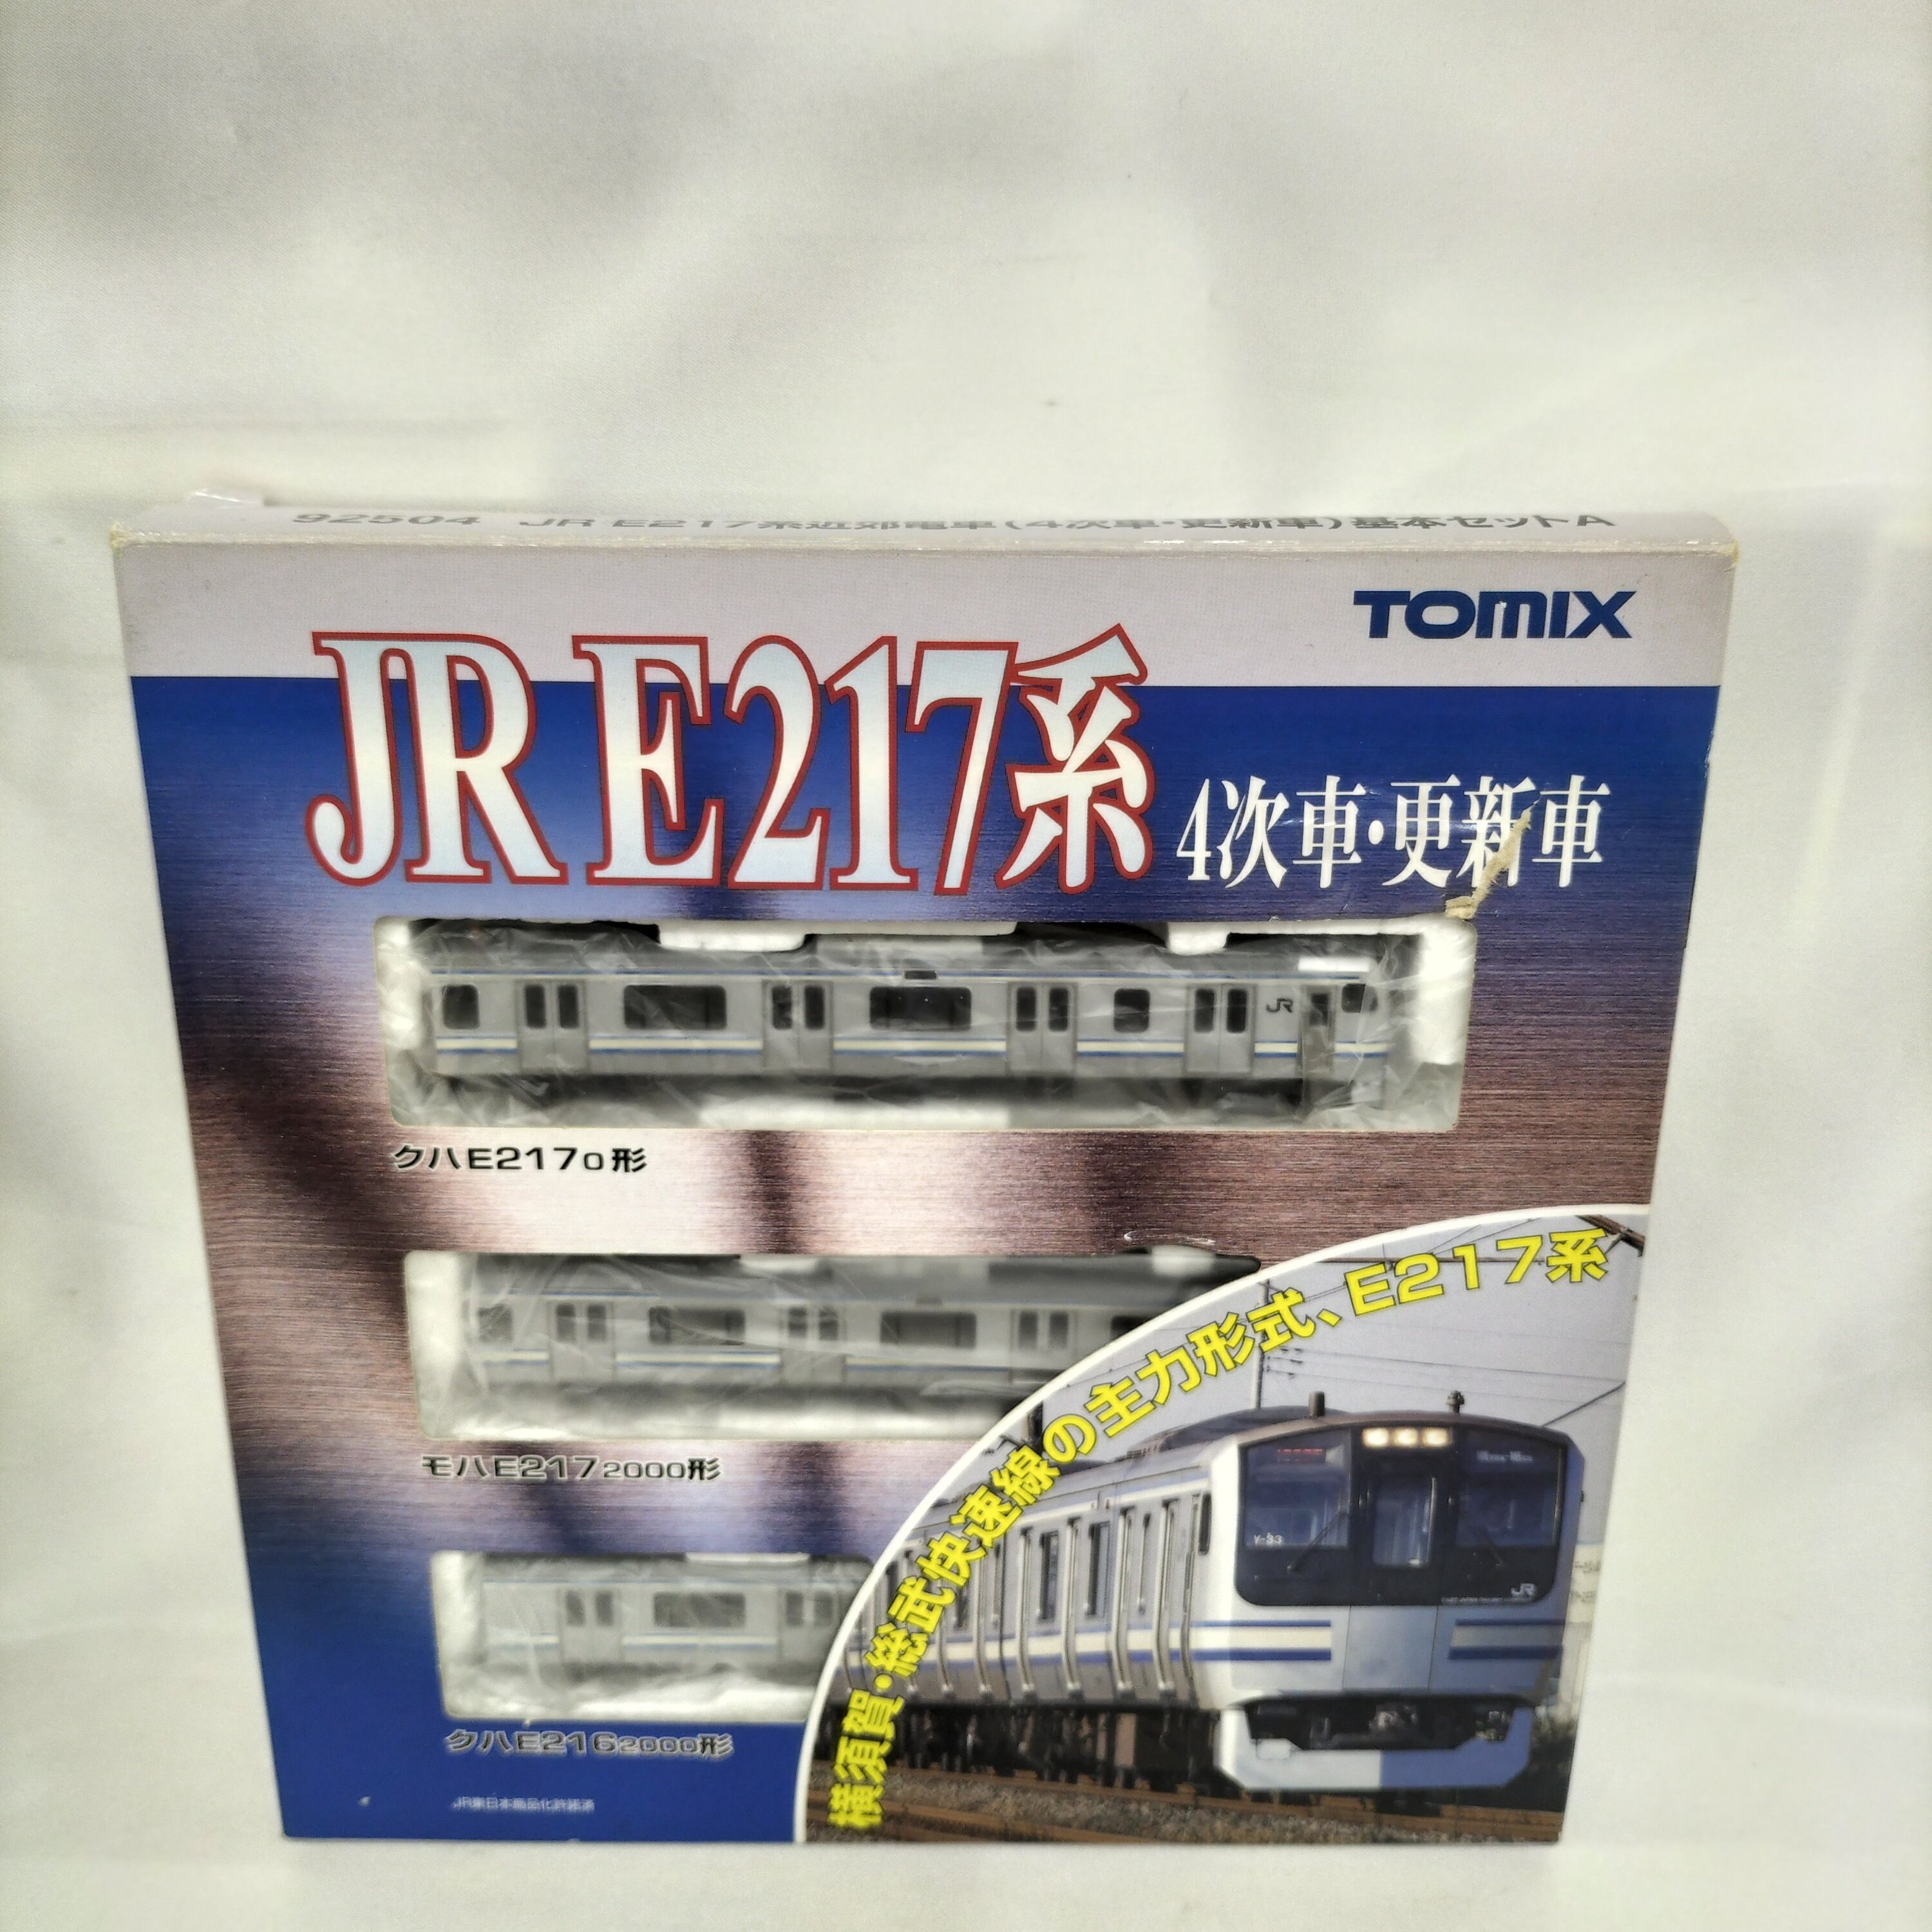 92504 JR E217系近郊電車(4次車・更新車)基本セットA
TOMIX
JR E217系
4次車・更新車
JR
クハE217 0形
モハE217 2000形
クハE216 2000形
横須賀・総武快速線の主力形式、E217系
Y-33
JR
JR東日本商品化許諾済